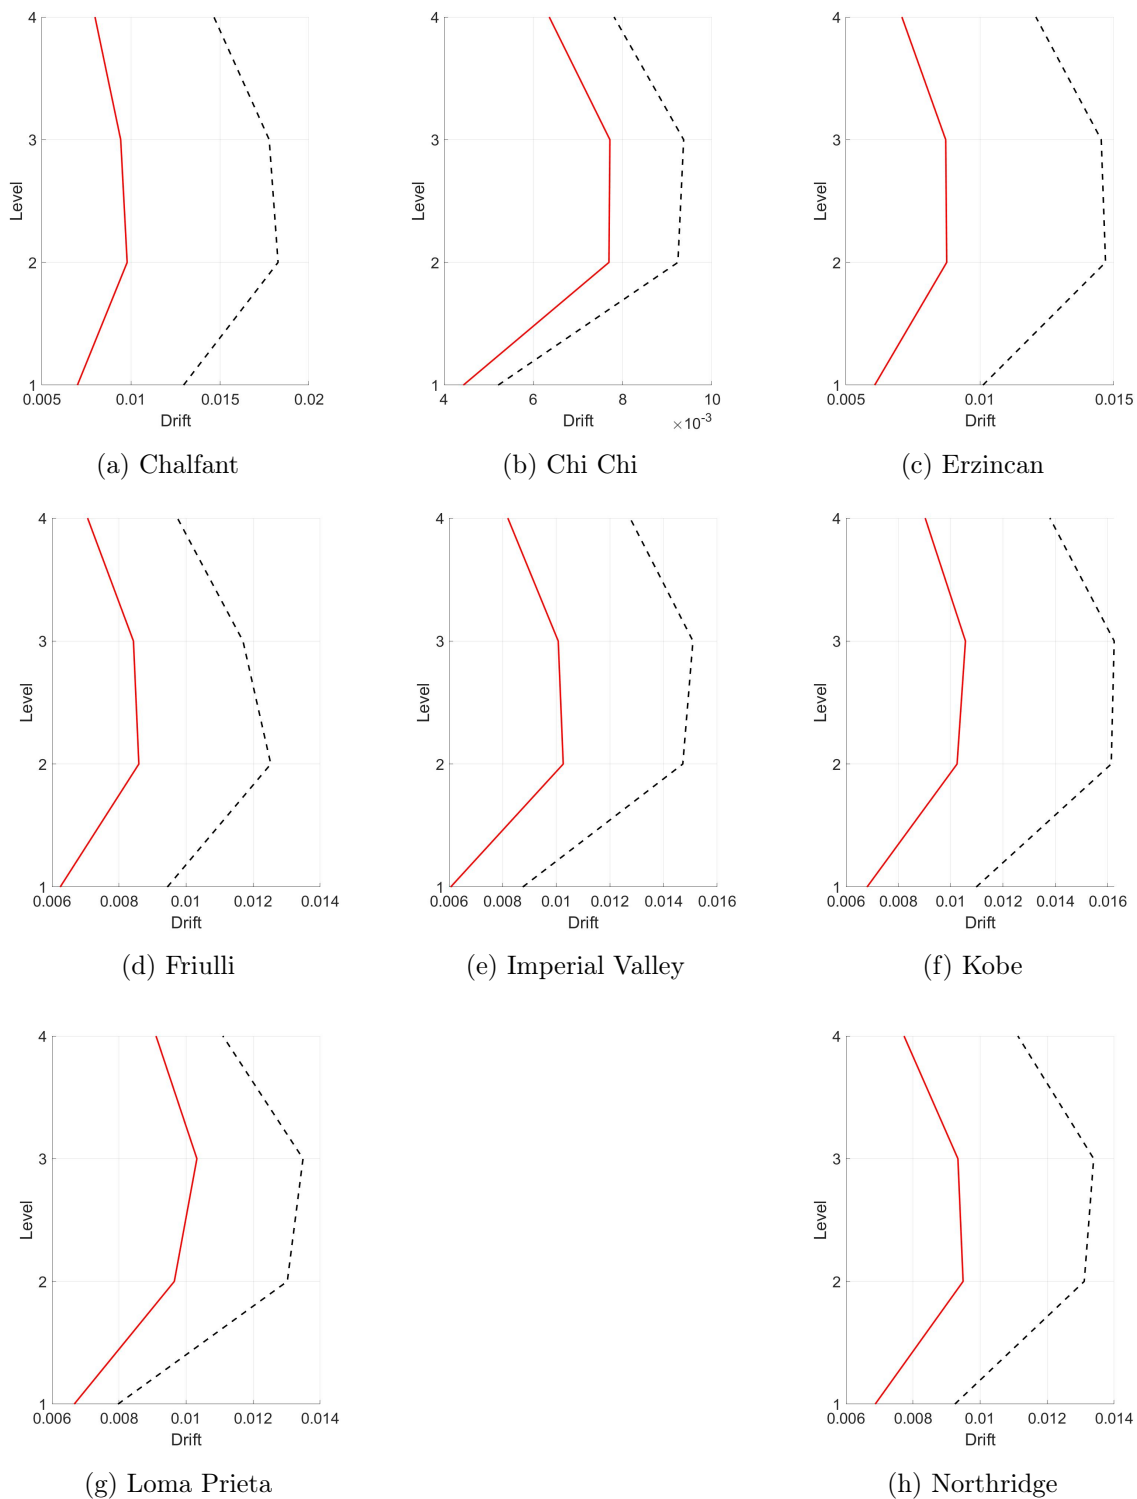 4
3
2
1
Level
0.005 0.01 0.015 0.02
Drift
(a) Chalfant
4
3
2
1
Level
4 6 8 10
Drift
×10⁻³
(b) Chi Chi
4
3
2
1
Level
0.005 0.01 0.015
Drift
(c) Erzincan
4
3
2
1
Level
0.006 0.008 0.01 0.012 0.014
Drift
(d) Friulli
4
3
2
1
Level
0.006 0.008 0.01 0.012 0.014 0.016
Drift
(e) Imperial Valley
4
3
2
1
Level
0.006 0.008 0.01 0.012 0.014 0.016
Drift
(f) Kobe
4
3
2
1
Level
0.006 0.008 0.01 0.012 0.014
Drift
(g) Loma Prieta
4
3
2
1
Level
0.006 0.008 0.01 0.012 0.014
Drift
(h) Northridge